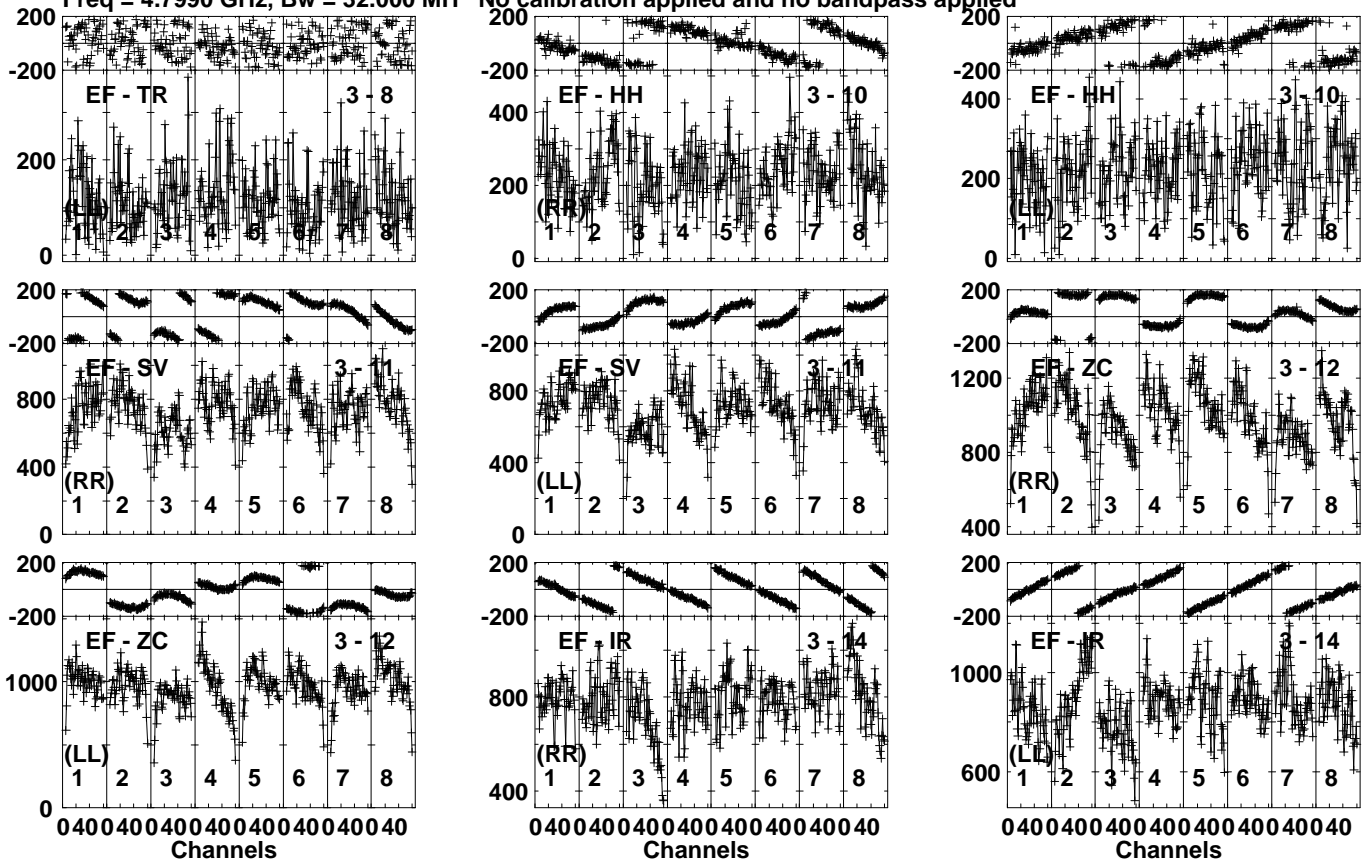 Freq = 4.7990 GHz, Bw = 32.000 MH No calibration applied and no bandpass applied
200
-200
EF - TR 3 - 8
200
0
(LL)
1 2 3 4 5 6 7 8
200
-200
EF - HH 3 - 10
400
200
0
(RR)
1 2 3 4 5 6 7 8
200
-200
EF - HH 3 - 10
400
200
0
(LL)
1 2 3 4 5 6 7 8
200
-200
EF - SV 3 - 11
800
400
0
(RR)
1 2 3 4 5 6 7 8
200
-200
EF - SV 3 - 11
800
400
0
(LL)
1 2 3 4 5 6 7 8
200
-200
EF - ZC 3 - 12
1200
800
400
(RR)
1 2 3 4 5 6 7 8
200
-200
EF - ZC 3 - 12
1000
0
(LL)
1 2 3 4 5 6 7 8
0 40 0 40 0 40 0 40 0 40 0 40 0 40 0 40
Channels
200
-200
EF - IR 3 - 14
800
400
(RR)
1 2 3 4 5 6 7 8
0 40 0 40 0 40 0 40 0 40 0 40 0 40 0 40
Channels
200
-200
EF - IR 3 - 14
1000
600
(LL)
1 2 3 4 5 6 7 8
0 40 0 40 0 40 0 40 0 40 0 40 0 40 0 40
Channels